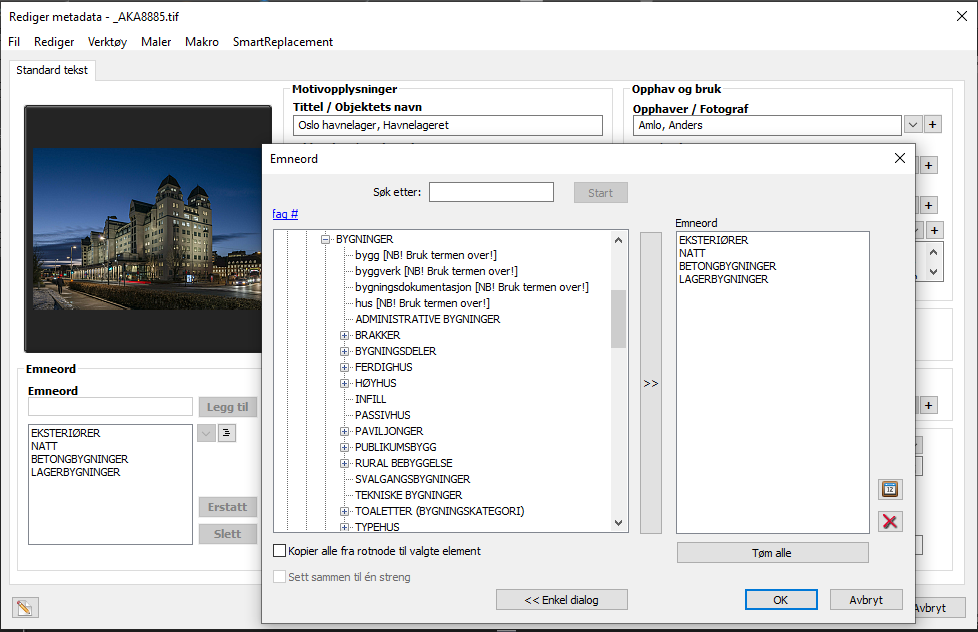 Rediger metadata - _AKA8885.tif
Fil Rediger Verktøy Maler Makro SmartReplacement
Standard tekst
Motivopplysninger
Tittel / Objektets navn
Oslo havnelager, Havnelageret
Opphav og bruk
Opphaver / Fotograf
Amlo, Anders
Emneord
Emneord
Legg til
EKSTERIØRER
NATT
BETONGBYGNINGER
LAGERBYGNINGER
Erstatt
Slett
Emneord
Søk etter:
Start
fag #
BYGNINGER
bygg [NB! Bruk termen over!]
byggverk [NB! Bruk termen over!]
bygningsdokumentasjon [NB! Bruk termen over!]
hus [NB! Bruk termen over!]
ADMINISTRATIVE BYGNINGER
BRAKKER
BYGNINGSDELER
FERDIGHUS
HØYHUS
INFILL
PASSIVHUS
PAVILJONGER
PUBLIKUMSBYGG
RURAL BEBYGGELSE
SVALGANGSBYGNINGER
TEKNISKE BYGNINGER
TOALETTER (BYGNINGSKATEGORI)
TYPEHUS
>>
Emneord
EKSTERIØRER
NATT
BETONGBYGNINGER
LAGERBYGNINGER
12
Kopier alle fra rotnode til valgte element
Tøm alle
Sett sammen til én streng
<< Enkel dialog
OK
Avbryt
Avbryt